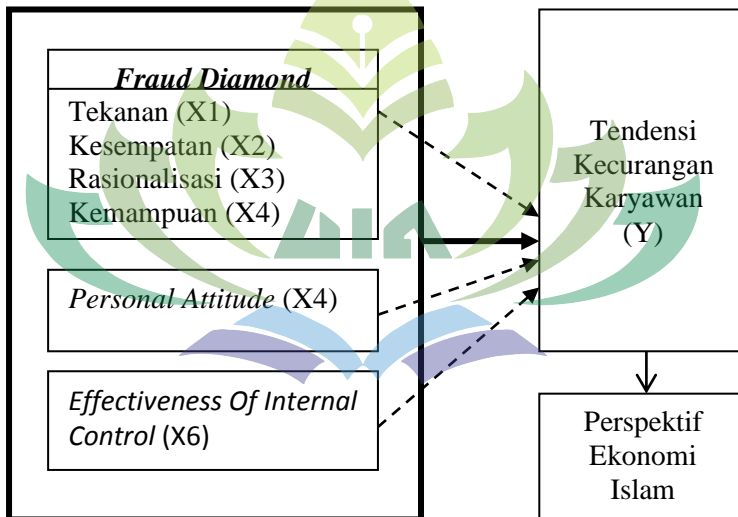 Fraud Diamond
Tekanan (X1)
Kesempatan (X2)
Rasionalisasi (X3)
Kemampuan (X4)
Personal Attitude (X4)
Effectiveness Of Internal
Control (X6)
Tendensi
Kecurangan
Karyawan
(Y)
Perspektif
Ekonomi
Islam